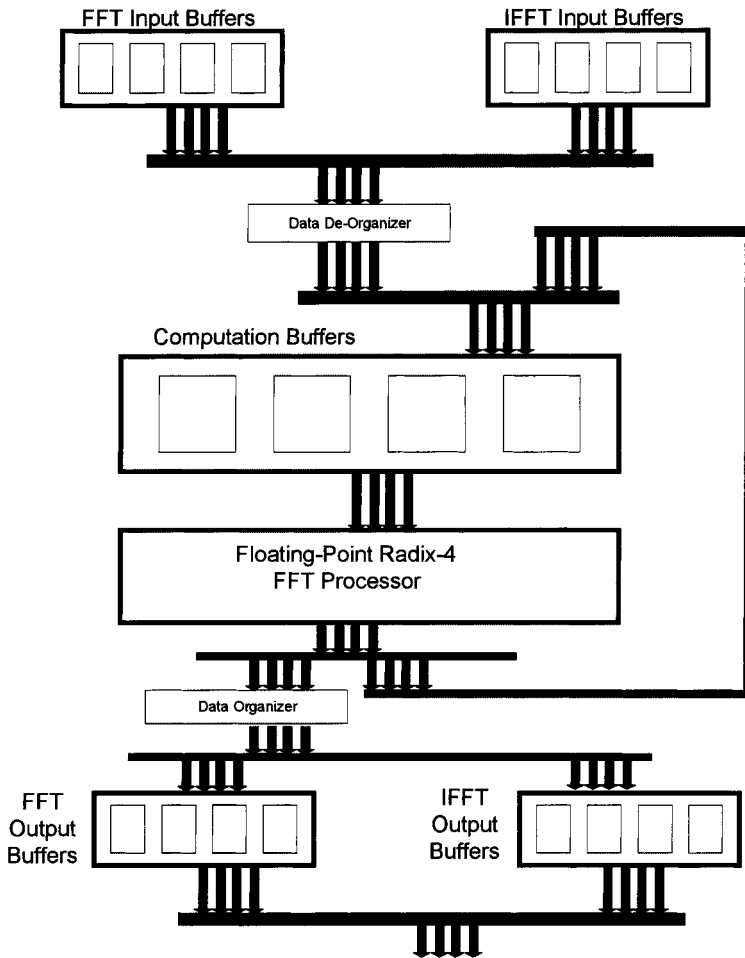 FFT Input Buffers
IFFT Input Buffers
Data De-Organizer
Computation Buffers
Floating-Point Radix-4
FFT Processor
Data Organizer
FFT
Output
Buffers
IFFT
Output
Buffers